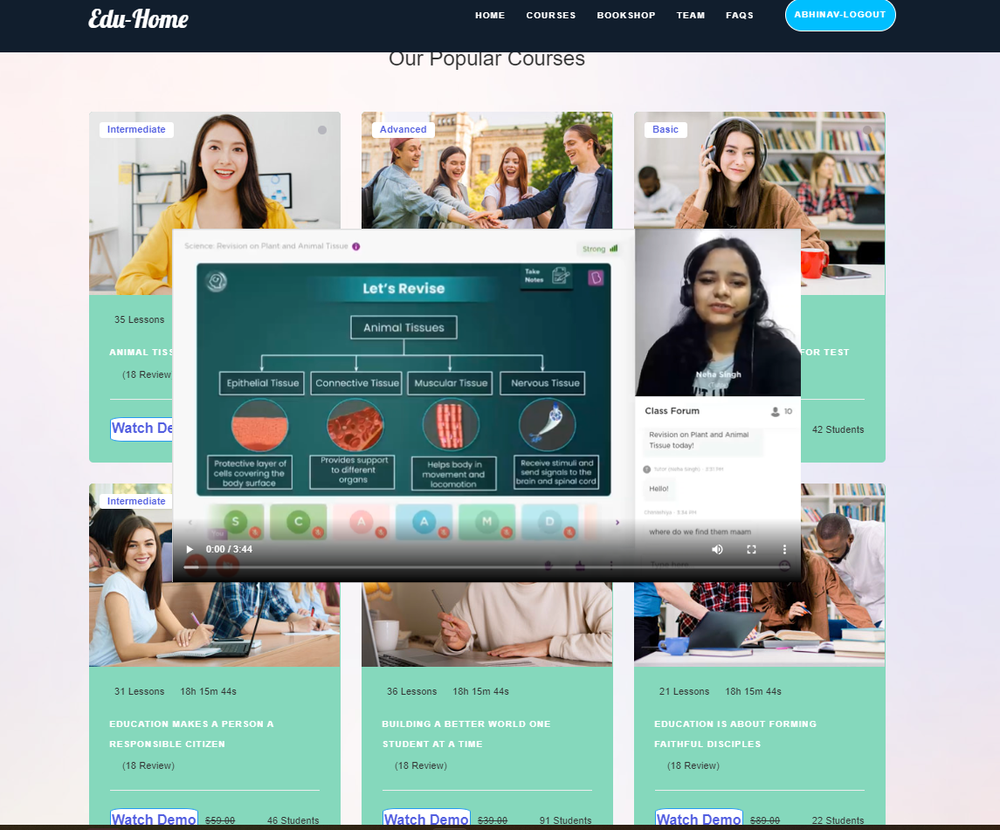 Edu-Home
HOME COURSES BOOKSHOP TEAM FAQS ABHINAV-LOGOUT
Our Popular Courses
Intermediate
Advanced
Basic
35 Lessons
ANIMAL TISS
(18 Review
Watch De
FOR TEST
42 Students
Science: Revision on Plant and Animal Tissue
Strong
Let's Revise
Take
Notes
Animal Tissues
Epithelial Tissue Connective Tissue Muscular Tissue Nervous Tissue
Protective layer of
cells covering the
body surface
Provides support
to different
organs
Helps body in
movement and
locomotion
Receive stimuli and
send signals to the
brain and spinal cord
S C A A M D
You
0:00 / 3:44
Neha Singh
(Tutor)
Class Forum 10
Revision on Plant and Animal
Tissue today!
Tutor (Neha Singh) 3:51 PM
Hello!
3:54 PM
where do we find them maam
Type here
Intermediate
31 Lessons 18h 15m 44s
EDUCATION MAKES A PERSON A
RESPONSIBLE CITIZEN
(18 Review)
Watch Demo $59.00 46 Students
36 Lessons 18h 15m 44s
BUILDING A BETTER WORLD ONE
STUDENT AT A TIME
(18 Review)
Watch Demo $39.00 91 Students
21 Lessons 18h 15m 44s
EDUCATION IS ABOUT FORMING
FAITHFUL DISCIPLES
(18 Review)
Watch Demo $89.00 22 Students